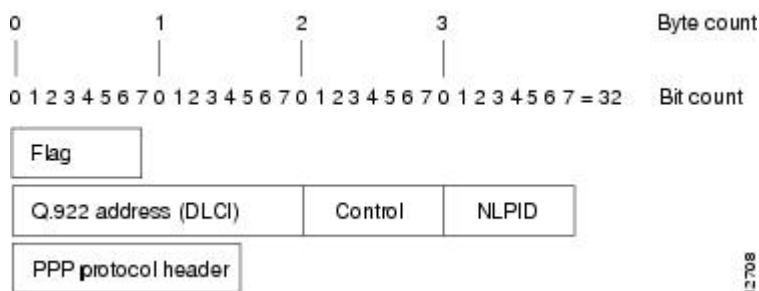 0 1 2 3 Byte count
0 1 2 3 4 5 6 7 0 1 2 3 4 5 6 7 0 1 2 3 4 5 6 7 0 1 2 3 4 5 6 7 = 32 Bit count
Flag
Q.922 address (DLCI) Control NLPID
PPP protocol header
12708